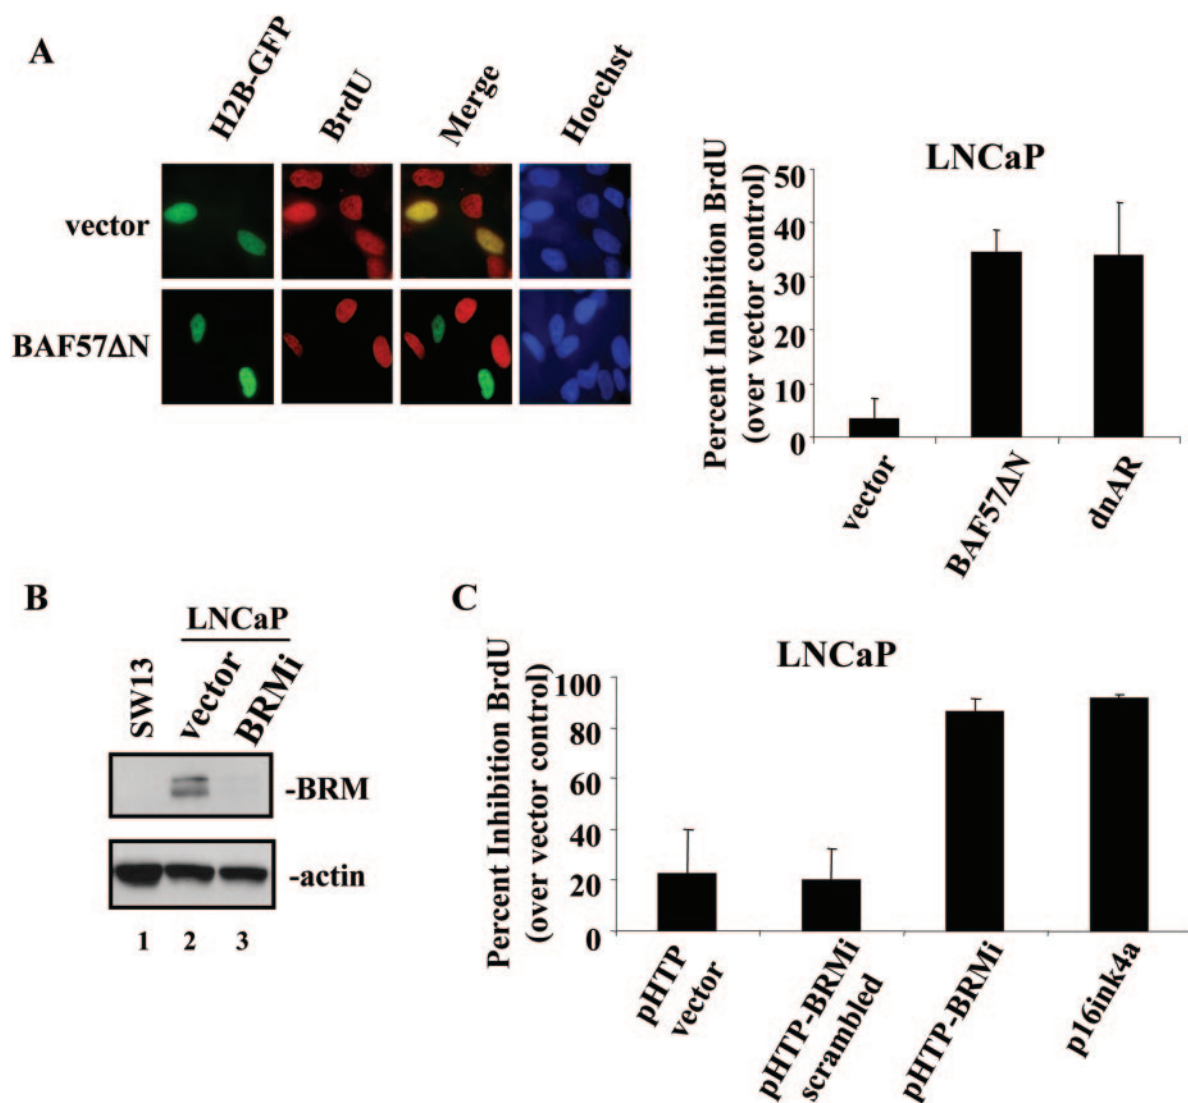 A
H2B-GFP
BrdU
Merge
Hoechst
vector
BAF57ΔN
LNCaP
Percent Inhibition BrdU
(over vector control)
50
40
30
20
10
0
vector
BAF57ΔN
dnAR
B
LNCaP
SW13
vector
BRMi
-BRM
-actin
1 2 3
C
LNCaP
Percent Inhibition BrdU
(over vector control)
100
80
60
40
20
0
pHTP
vector
pHTP-BRMi
scrambled
pHTP-BRMi
p16ink4a